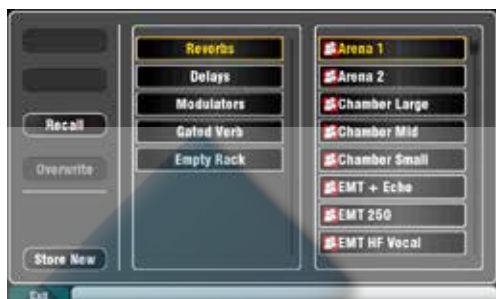 Recall
Overwrite
Store New
Reverbs
Delays
Modulators
Gated Verb
Empty Rack
Arena 1
Arena 2
Chamber Large
Chamber Mid
Chamber Small
EMT + Echo
EMT 250
EMT HF Vocal
Exit